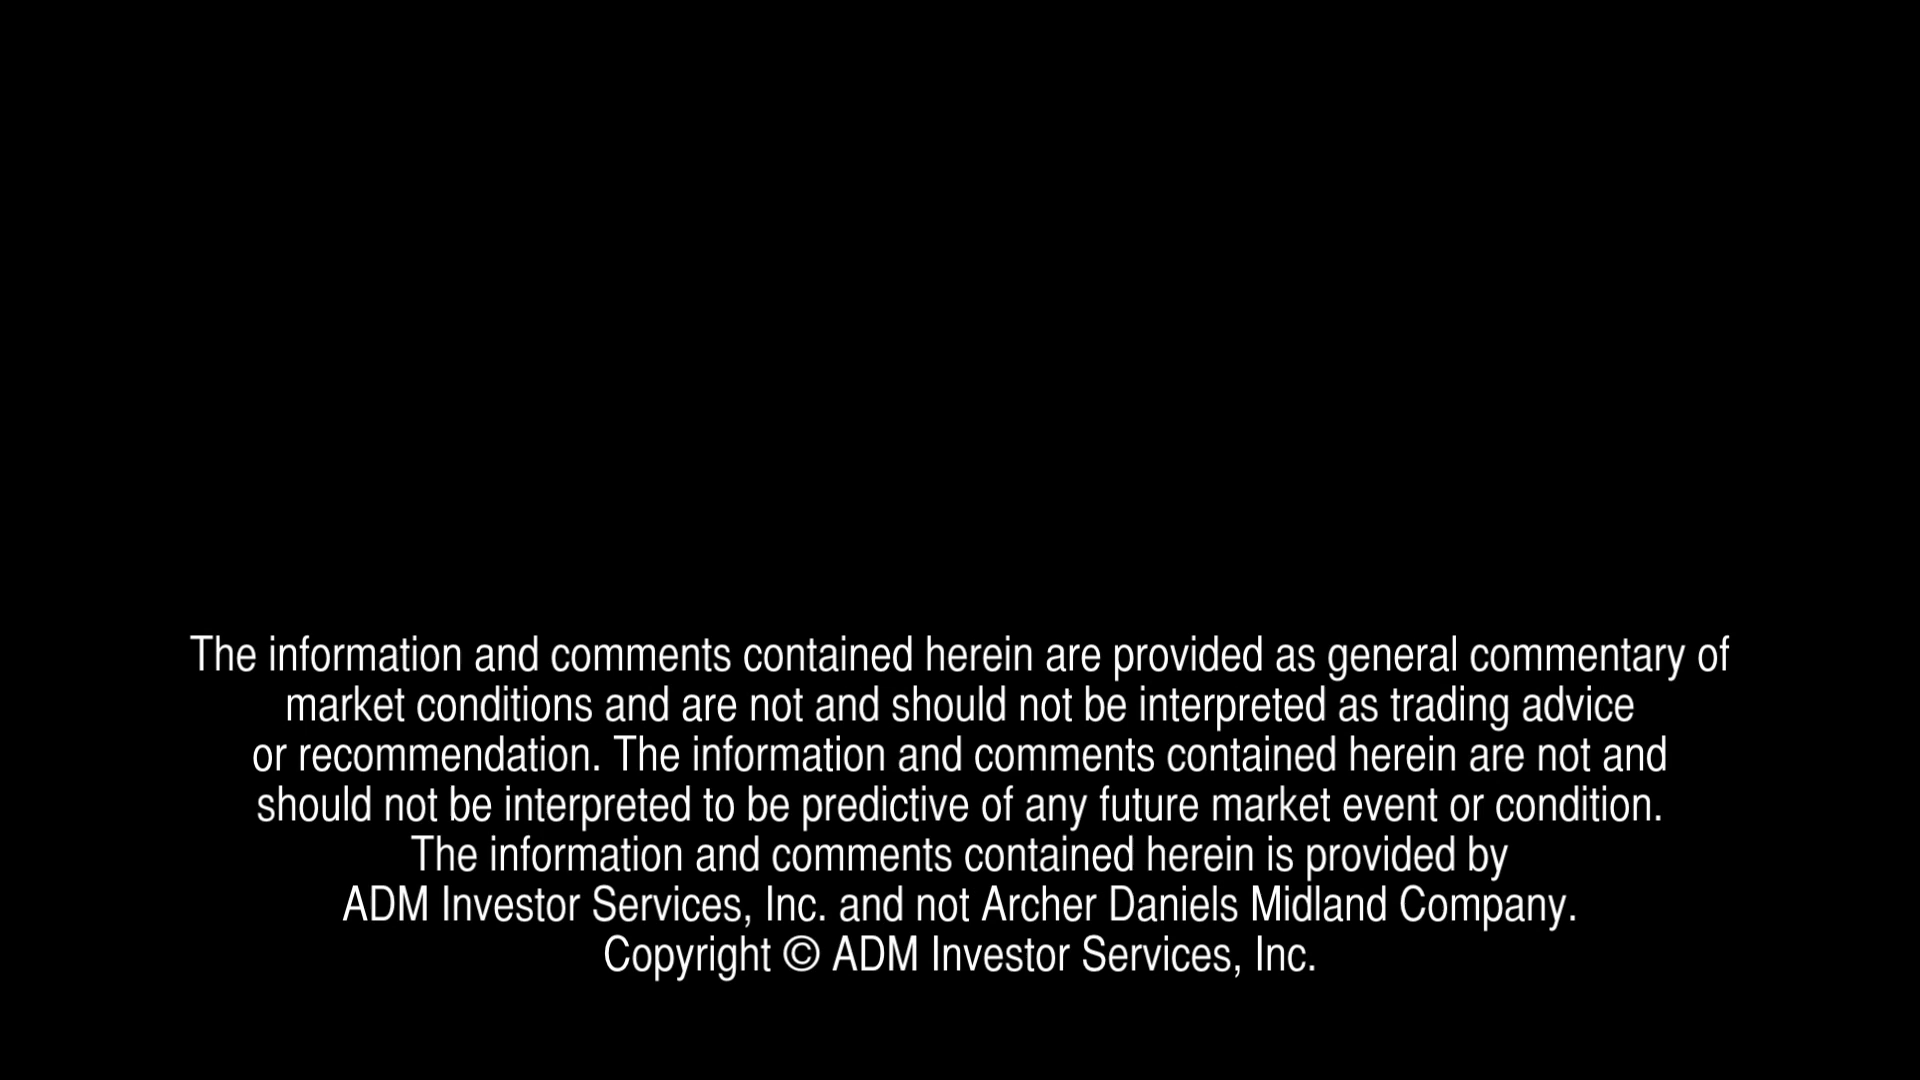 The information and comments contained herein are provided as general commentary of
market conditions and are not and should not be interpreted as trading advice
or recommendation. The information and comments contained herein are not and
should not be interpreted to be predictive of any future market event or condition.
The information and comments contained herein is provided by
ADM Investor Services, Inc. and not Archer Daniels Midland Company.
Copyright © ADM Investor Services, Inc.